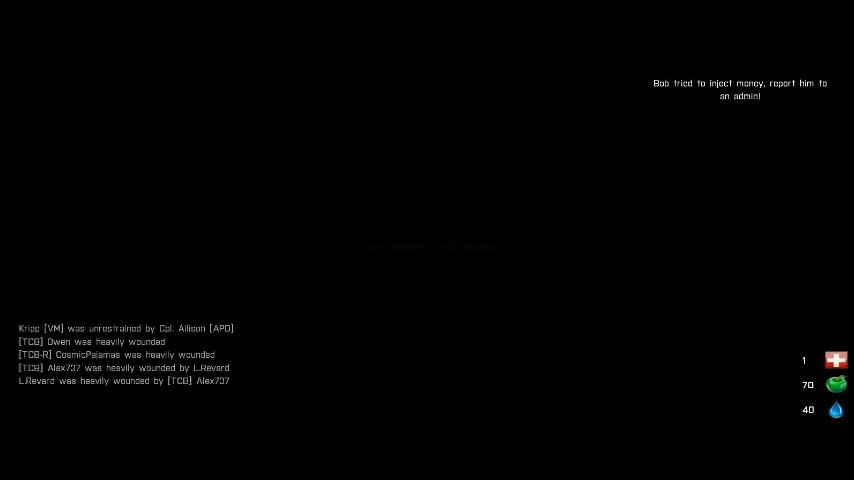 Bob tried to inject money, report him to
an admin!
Kripp [VM] was unrestrained by Cpl. Allison [APD]
[TCB] Owen was heavily wounded
[TCB-R] CosmicPajamas was heavily wounded
[TCB] Alex737 was heavily wounded by L.Revard
L.Revard was heavily wounded by [TCB] Alex737
1
70
40